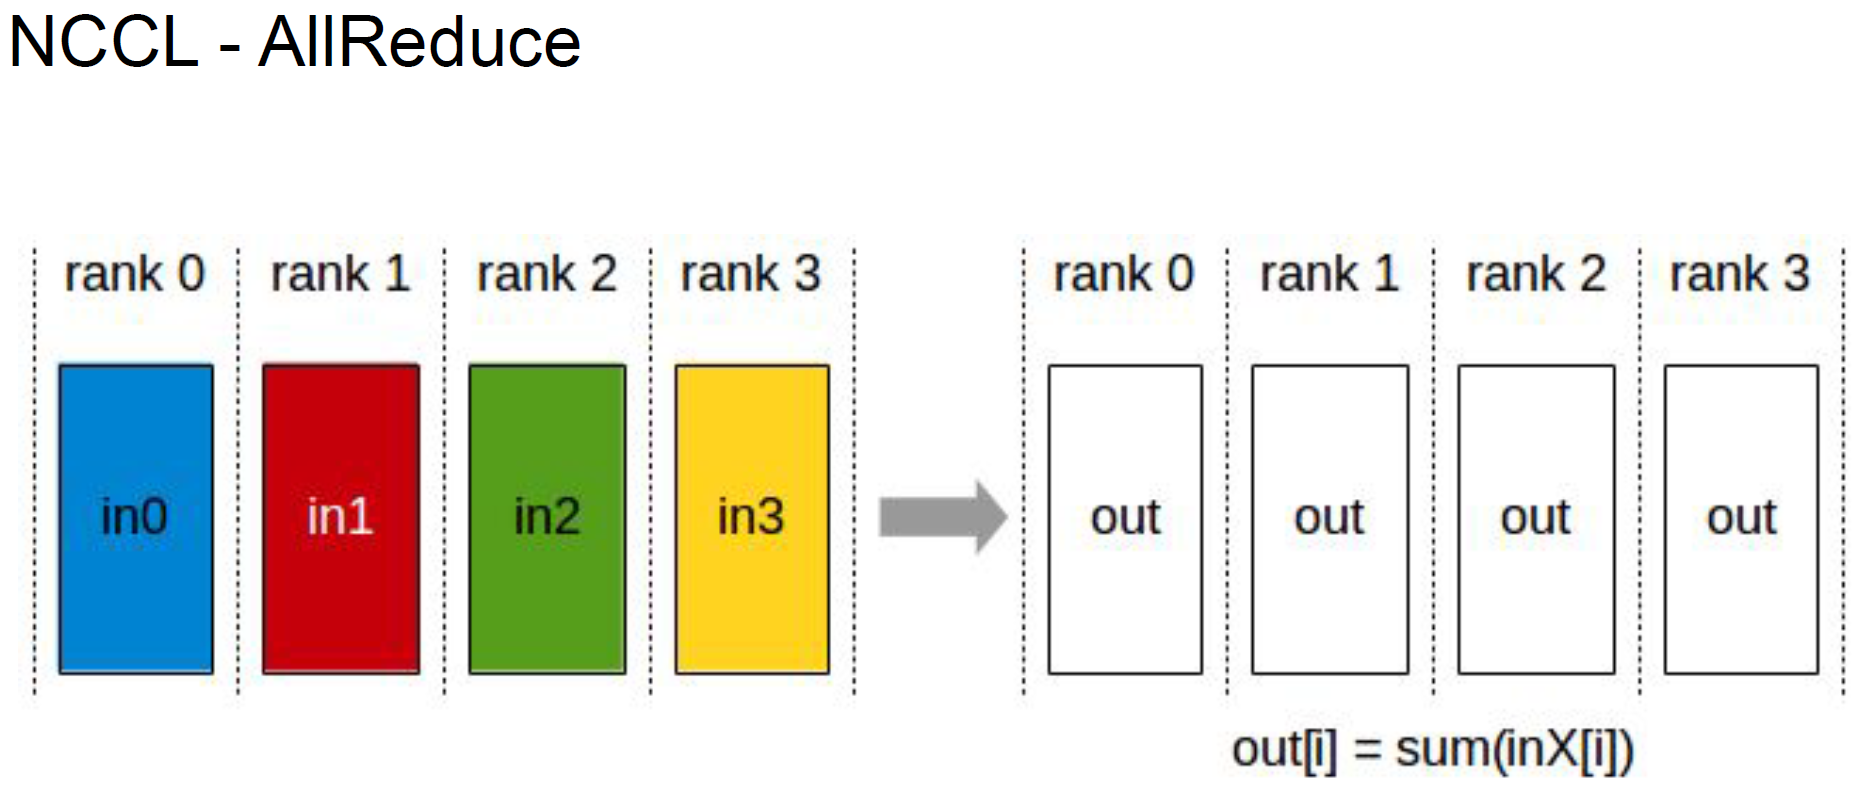 NCCL - AllReduce
rank 0 rank 1 rank 2 rank 3 rank 0 rank 1 rank 2 rank 3
in0 in1 in2 in3 out out out out
out[i] = sum(inX[i])